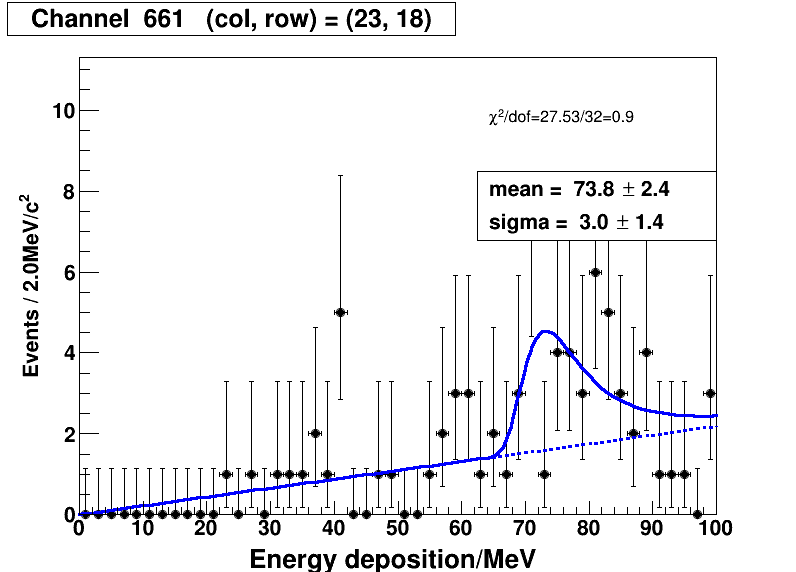 Channel 661 (col, row) = (23, 18)
χ²/dof=27.53/32=0.9
mean = 73.8 ± 2.4
sigma = 3.0 ± 1.4
Events / 2.0MeV/c²
10
8
6
4
2
0
0 10 20 30 40 50 60 70 80 90 100
Energy deposition/MeV